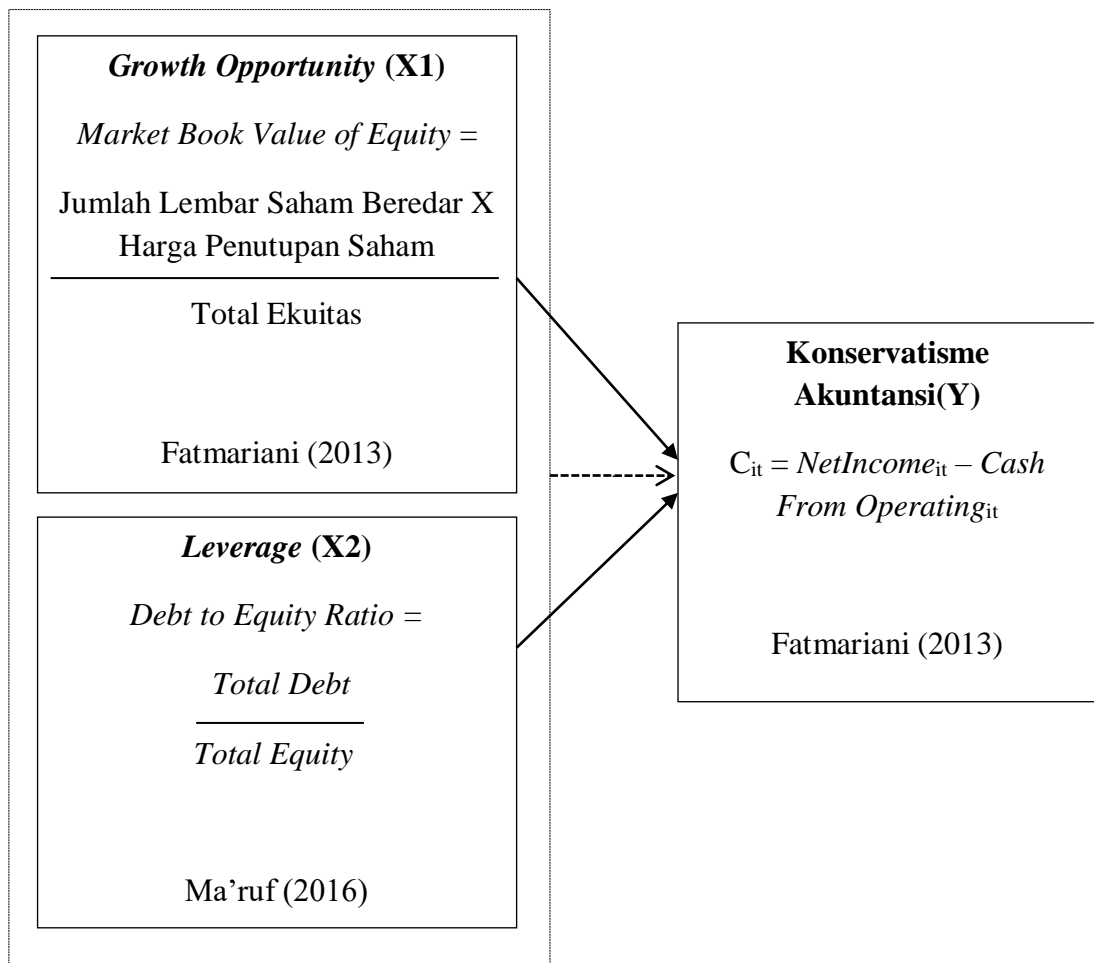 Growth Opportunity (X1)
Market Book Value of Equity =
Jumlah Lembar Saham Beredar X
Harga Penutupan Saham
Total Ekuitas
Fatmariani (2013)
Leverage (X2)
Debt to Equity Ratio =
Total Debt
Total Equity
Ma’ruf (2016)
Konservatisme
Akuntansi(Y)
Cit = NetIncomeit – Cash
From Operatingit
Fatmariani (2013)